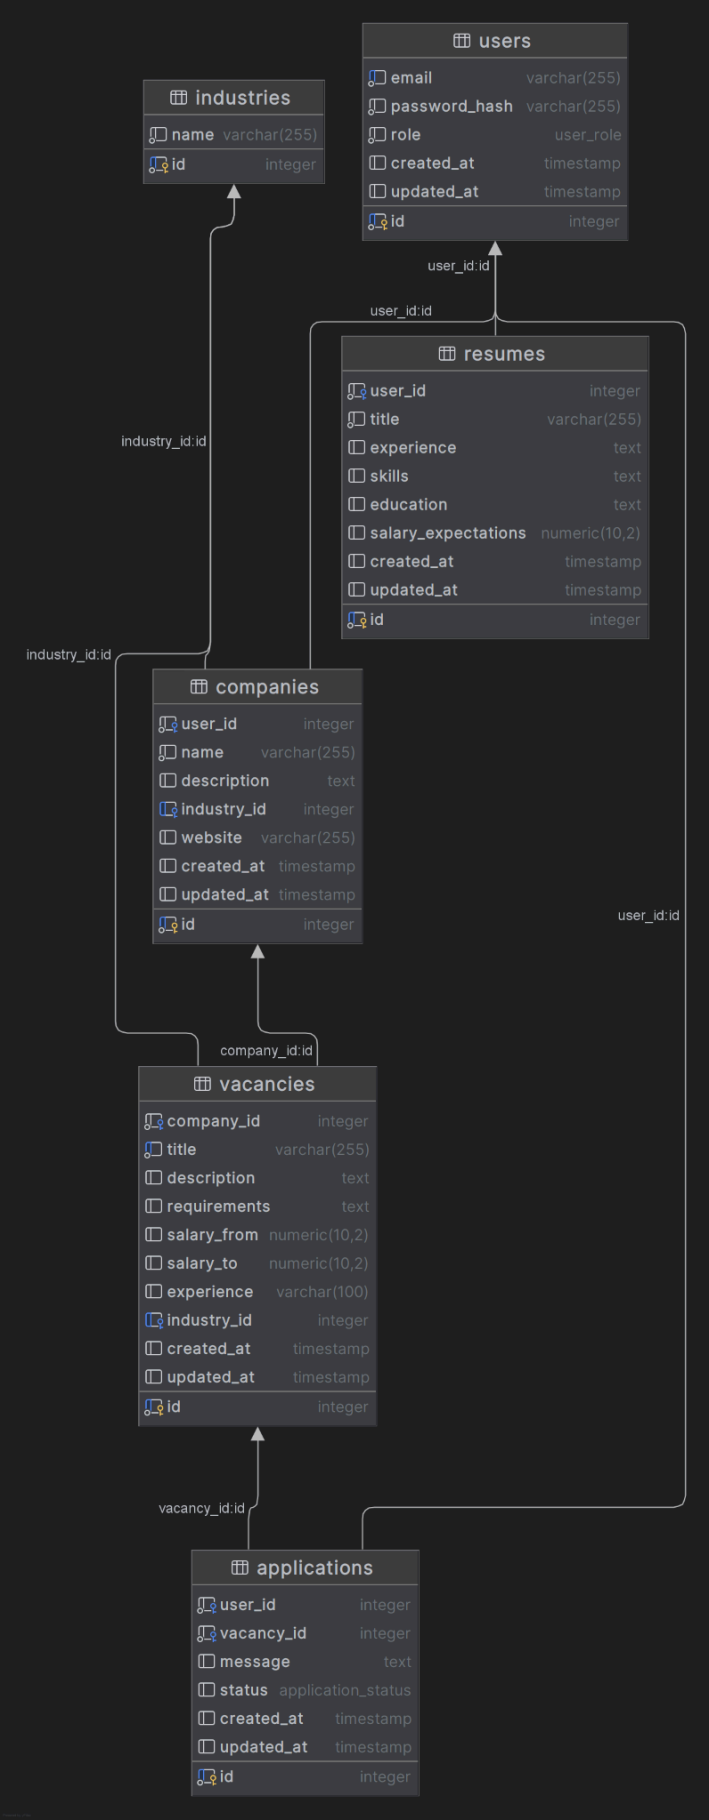 users
email varchar(255)
password_hash varchar(255)
role user_role
created_at timestamp
updated_at timestamp
id integer
industries
name varchar(255)
id integer
user_id:id
user_id:id
resumes
user_id integer
title varchar(255)
experience text
skills text
education text
salary_expectations numeric(10,2)
created_at timestamp
updated_at timestamp
id integer
industry_id:id
industry_id:id
companies
user_id integer
name varchar(255)
description text
industry_id integer
website varchar(255)
created_at timestamp
updated_at timestamp
id integer
user_id:id
company_id:id
vacancies
company_id integer
title varchar(255)
description text
requirements text
salary_from numeric(10,2)
salary_to numeric(10,2)
experience varchar(100)
industry_id integer
created_at timestamp
updated_at timestamp
id integer
vacancy_id:id
applications
user_id integer
vacancy_id integer
message text
status application_status
created_at timestamp
updated_at timestamp
id integer